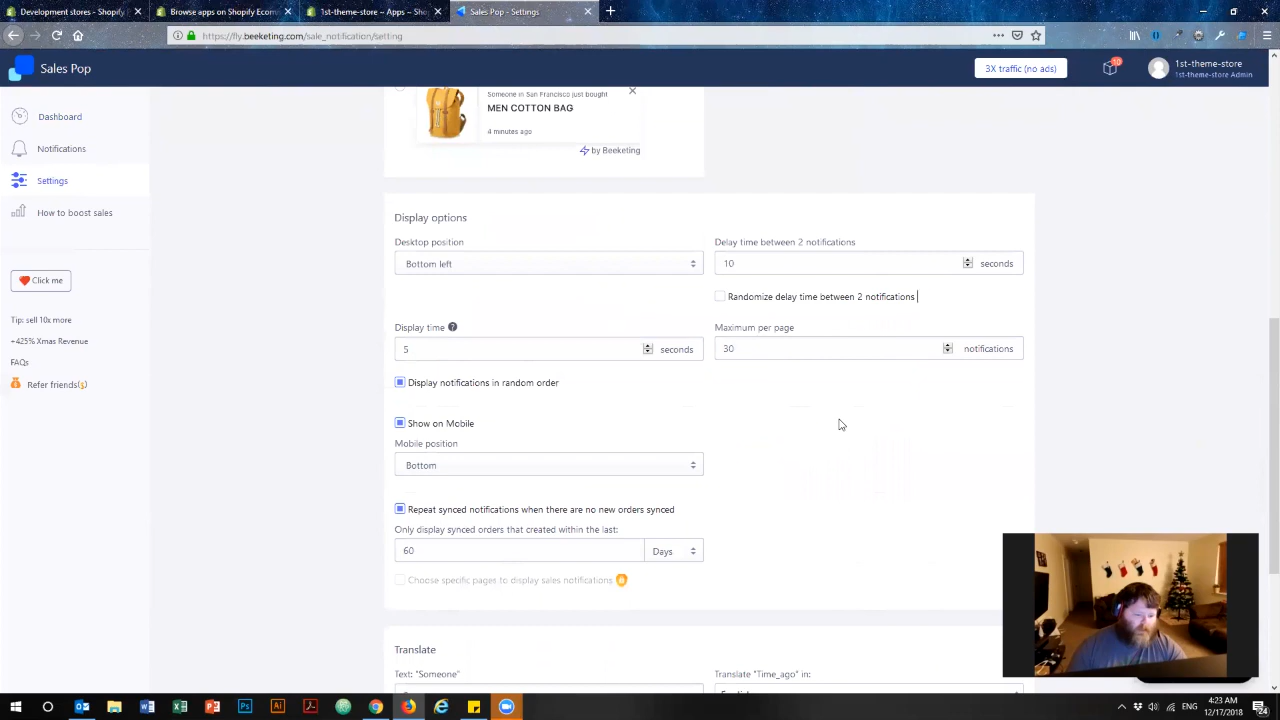 Development stores - Shopify
Browse apps on Shopify Econ
1st-theme-store ~ Apps ~ Sho
Sales Pop - Settings
https://fly.beeketing.com/sale_notification/setting
Sales Pop
3X traffic (no ads)
10
1st-theme-store
1st-theme-store Admin
Dashboard
Notifications
Settings
How to boost sales
Click me
Tip: sell 10x more
+425% Xmas Revenue
FAQs
Refer friends($)
Someone in San Francisco just bought
MEN COTTON BAG
4 minutes ago
by Beeketing
Display options
Desktop position
Bottom left
Delay time between 2 notifications
10 seconds
Randomize delay time between 2 notifications
Display time
5 seconds
Maximum per page
30 notifications
Display notifications in random order
Show on Mobile
Mobile position
Bottom
Repeat synced notifications when there are no new orders synced
Only display synced orders that created within the last:
60 Days
Choose specific pages to display sales notifications
Translate
Text: "Someone"
Translate "Time_ago" in:
ENG
4:23 AM
12/17/2018
24